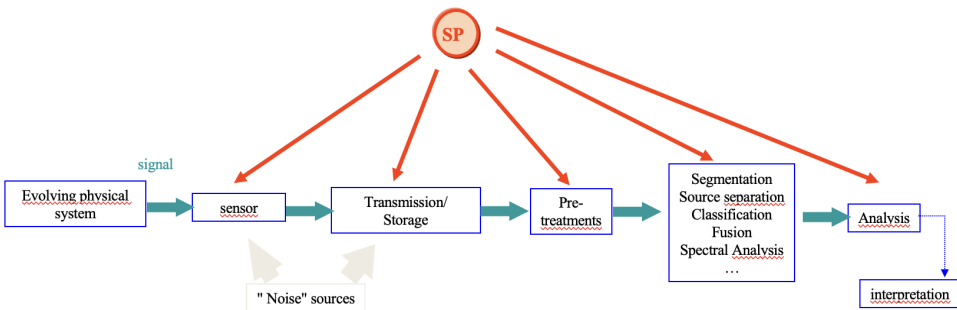 SP
signal
Evolving physical
system
sensor
Transmission/
Storage
Pre-
treatments
Segmentation
Source separation
Classification
Fusion
Spectral Analysis
…
Analysis
" Noise" sources
interpretation